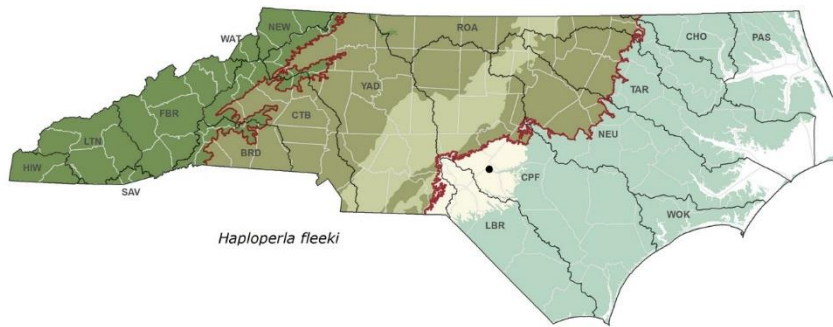 NEW
WAT
ROA
CHO
PAS
YAD
TAR
FBR
CTB
LTN
NEU
BRD
HIW
CPF
SAV
WOK
LBR
Haploperla fleeki